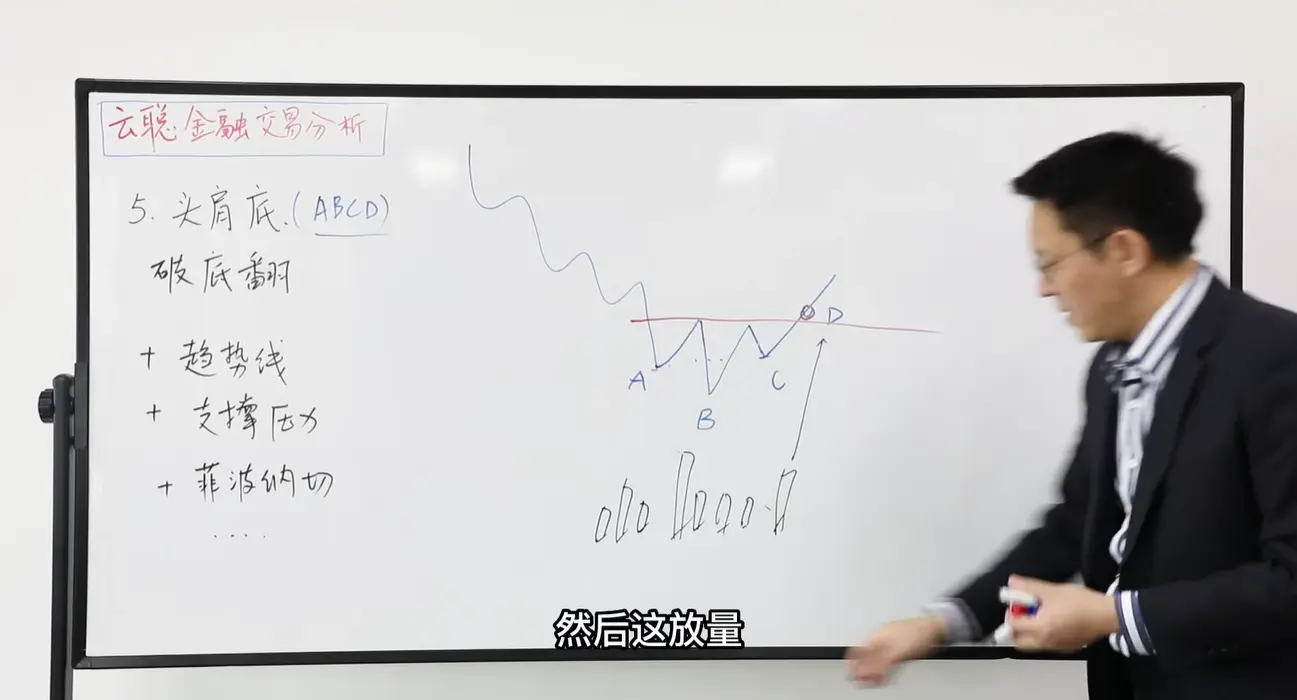 云聪金融交易分析
5. 头肩底.(ABCD)
破底翻
+ 趋势线
+ 支撑压力
+ 菲波纳切
....
D
A
C
B
然后这放量